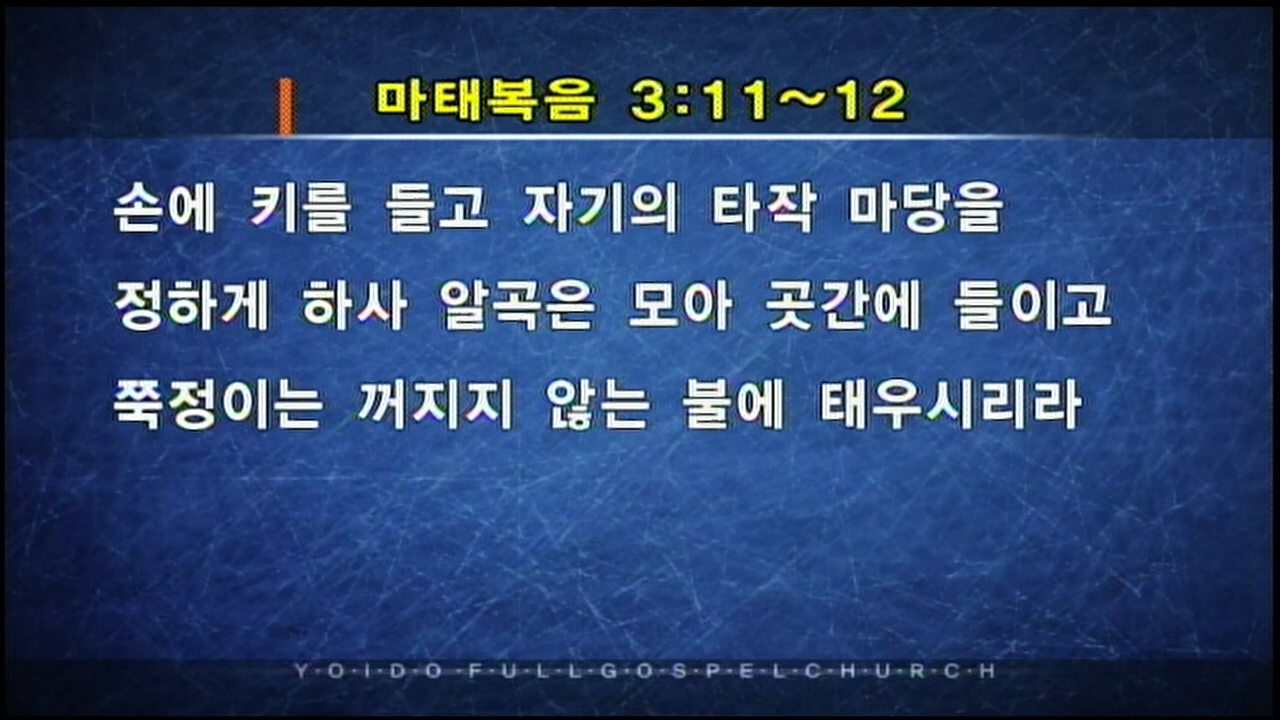 마태복음 3:11~12
손에 키를 들고 자기의 타작 마당을
정하게 하사 알곡은 모아 곳간에 들이고
쭉정이는 꺼지지 않는 불에 태우시리라
Y·O·I·D·O·F·U·L·L·G·O·S·P·E·L·C·H·U·R·C·H